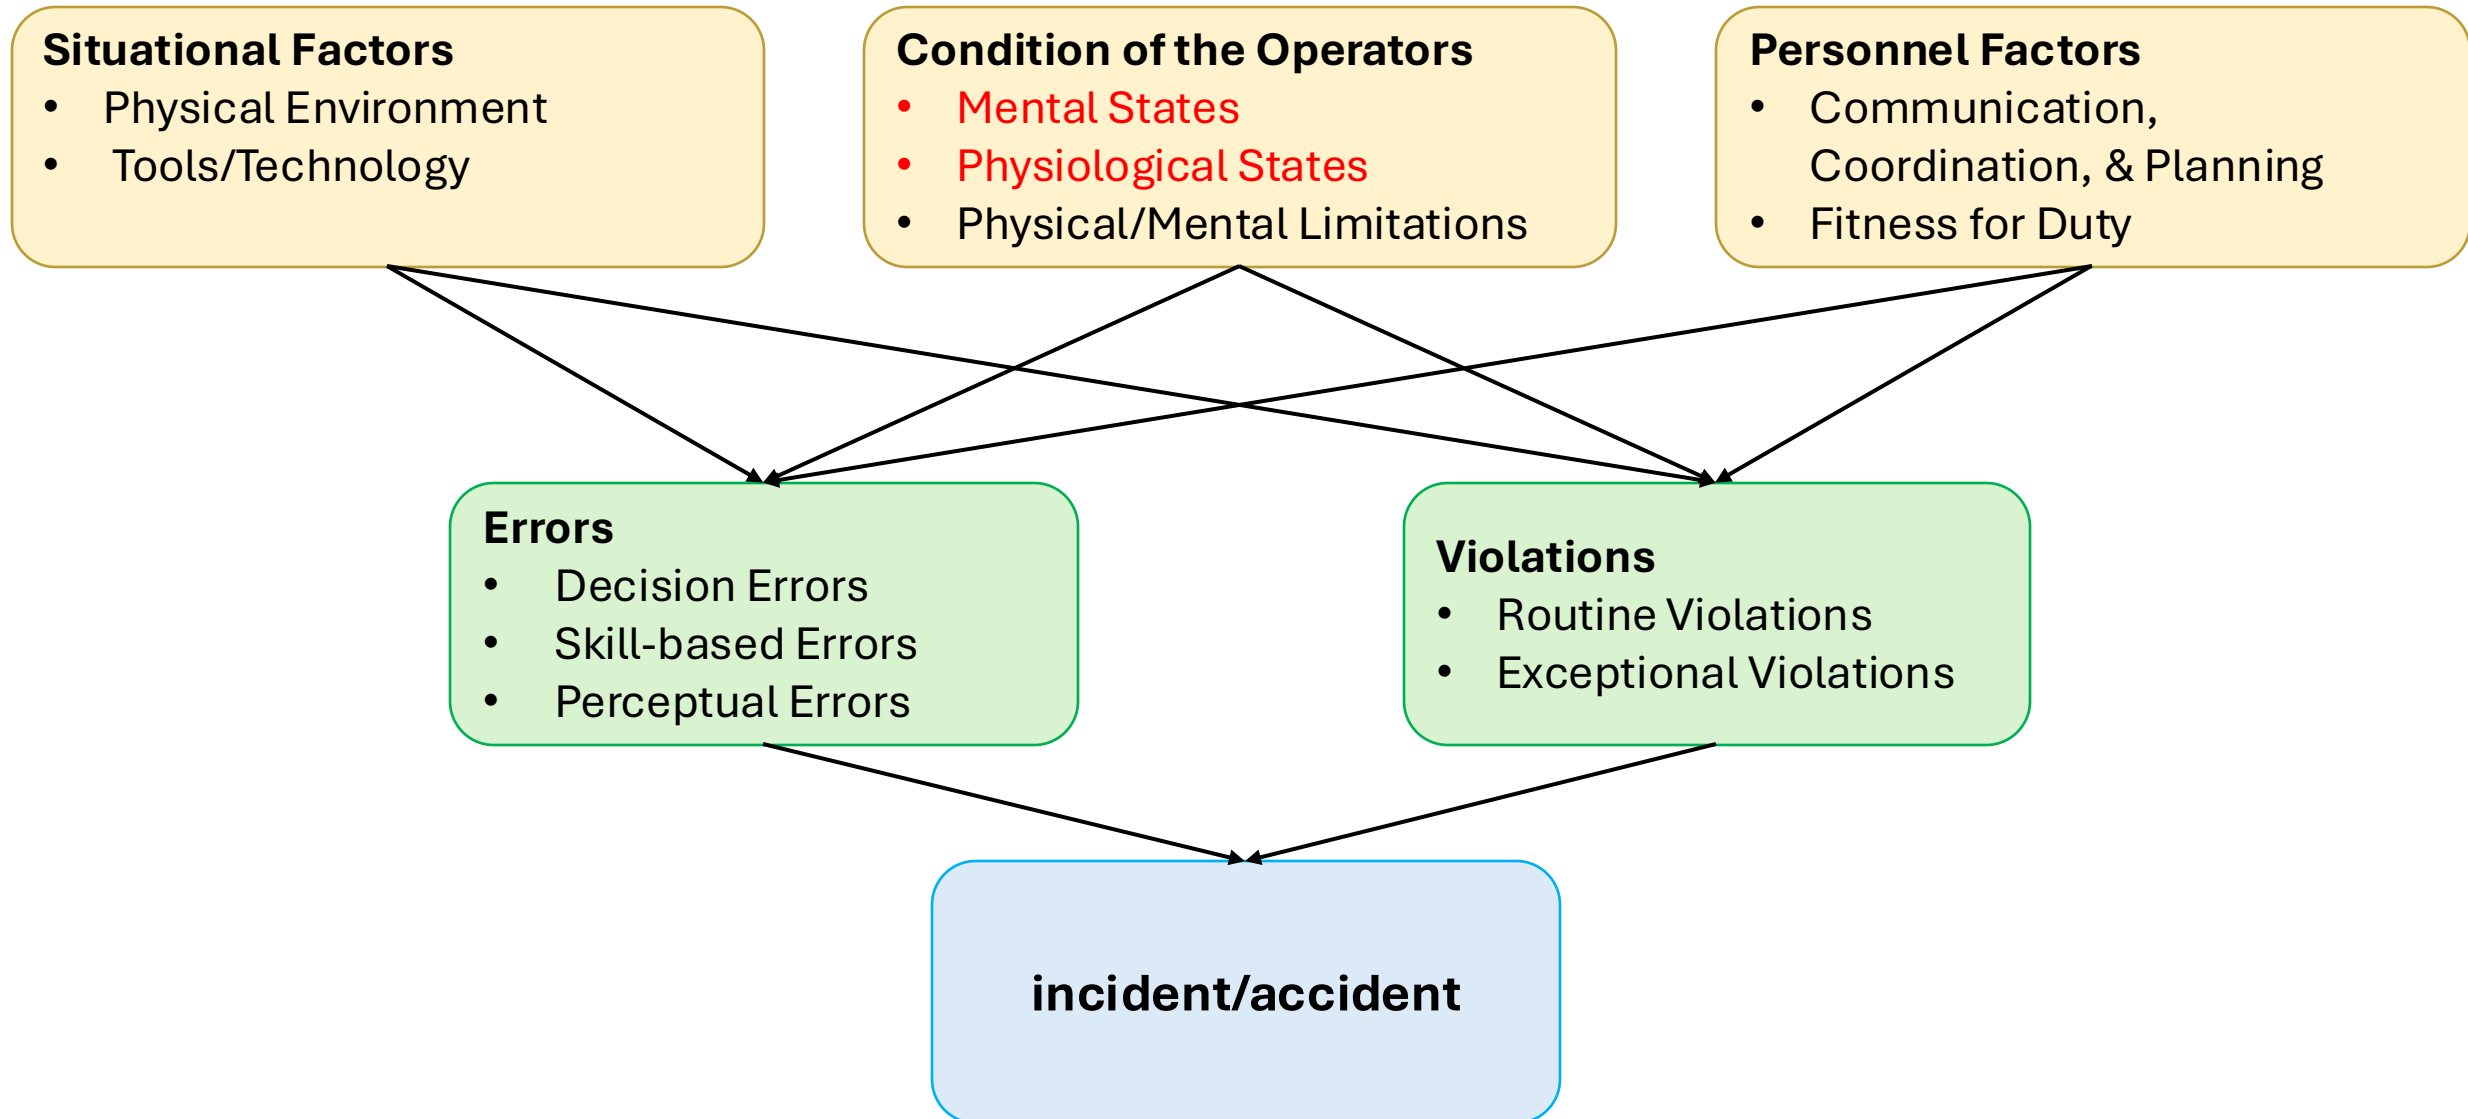 Situational Factors
• Physical Environment
• Tools/Technology
Condition of the Operators
• Mental States
• Physiological States
• Physical/Mental Limitations
Personnel Factors
• Communication,
Coordination, & Planning
• Fitness for Duty
Errors
• Decision Errors
• Skill-based Errors
• Perceptual Errors
Violations
• Routine Violations
• Exceptional Violations
incident/accident